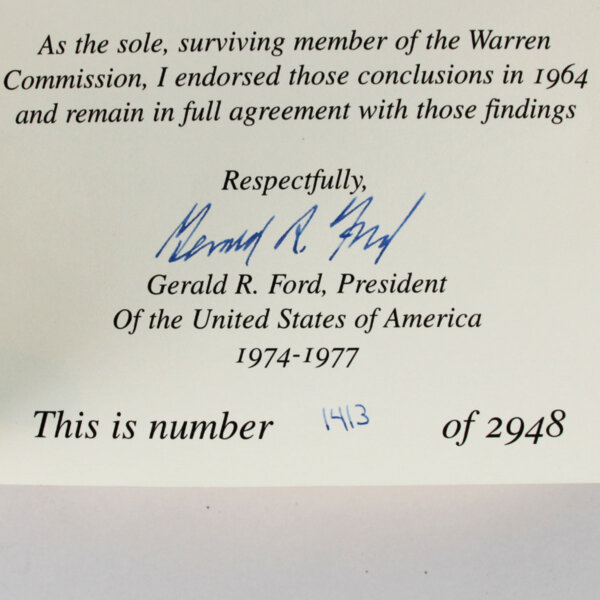 As the sole, surviving member of the Warren
Commission, I endorsed those conclusions in 1964
and remain in full agreement with those findings
Respectfully,
Gerald R. Ford
Gerald R. Ford, President
Of the United States of America
1974-1977
This is number 1413 of 2948